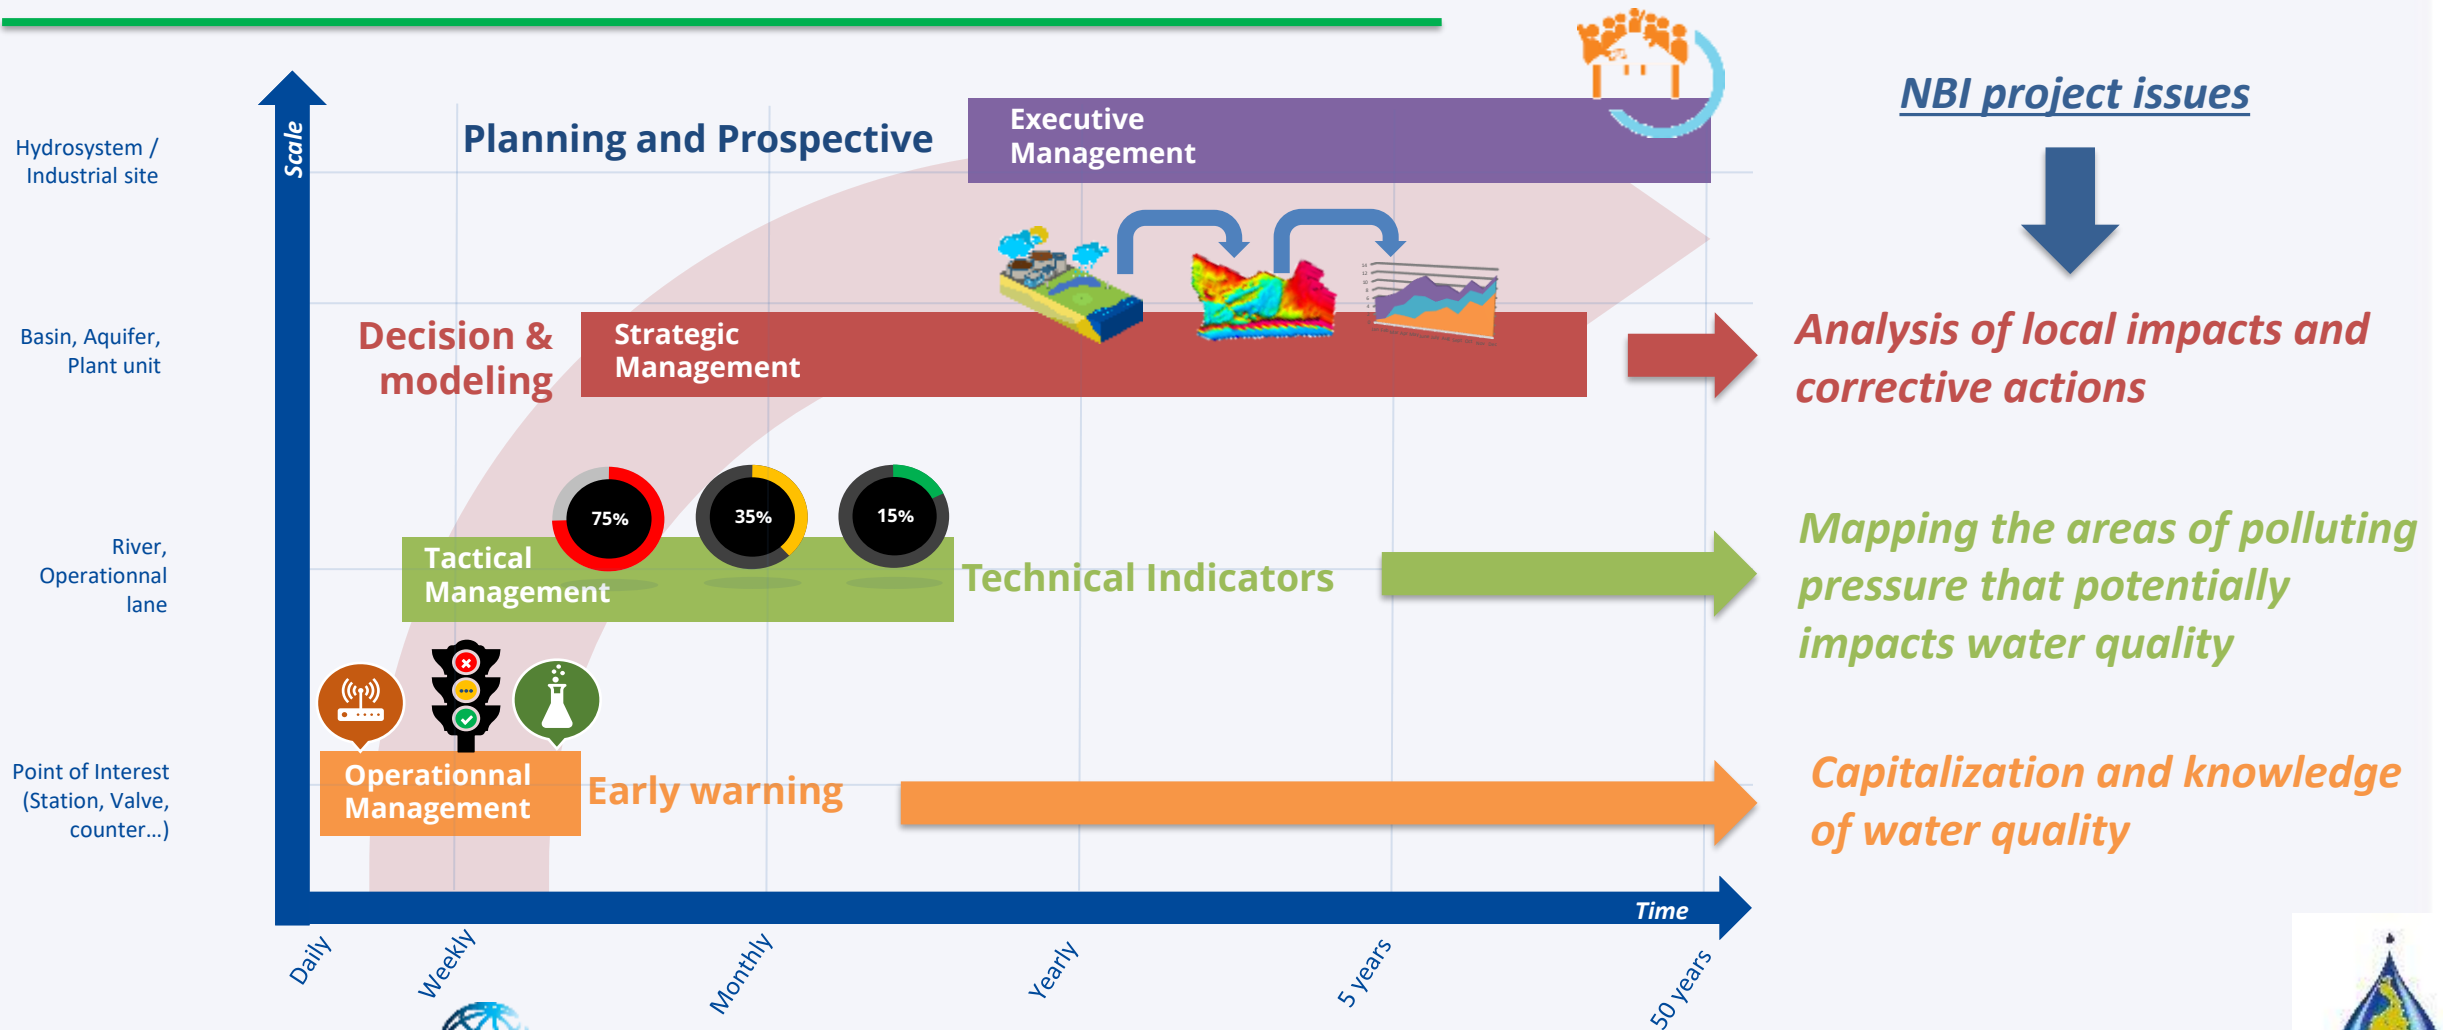 NBI project issues
Scale
Hydrosystem /
Industrial site
Planning and Prospective
Executive
Management
Basin, Aquifer,
Plant unit
Decision &
modeling
Strategic
Management
Analysis of local impacts and
corrective actions
River,
Operationnal
lane
75%
35%
15%
Tactical
Management
Technical Indicators
Mapping the areas of polluting
pressure that potentially
impacts water quality
Point of Interest
(Station, Valve,
counter...)
Operationnal
Management
Early warning
Capitalization and knowledge
of water quality
Time
Daily
Weekly
Monthly
Yearly
5 years
50 years